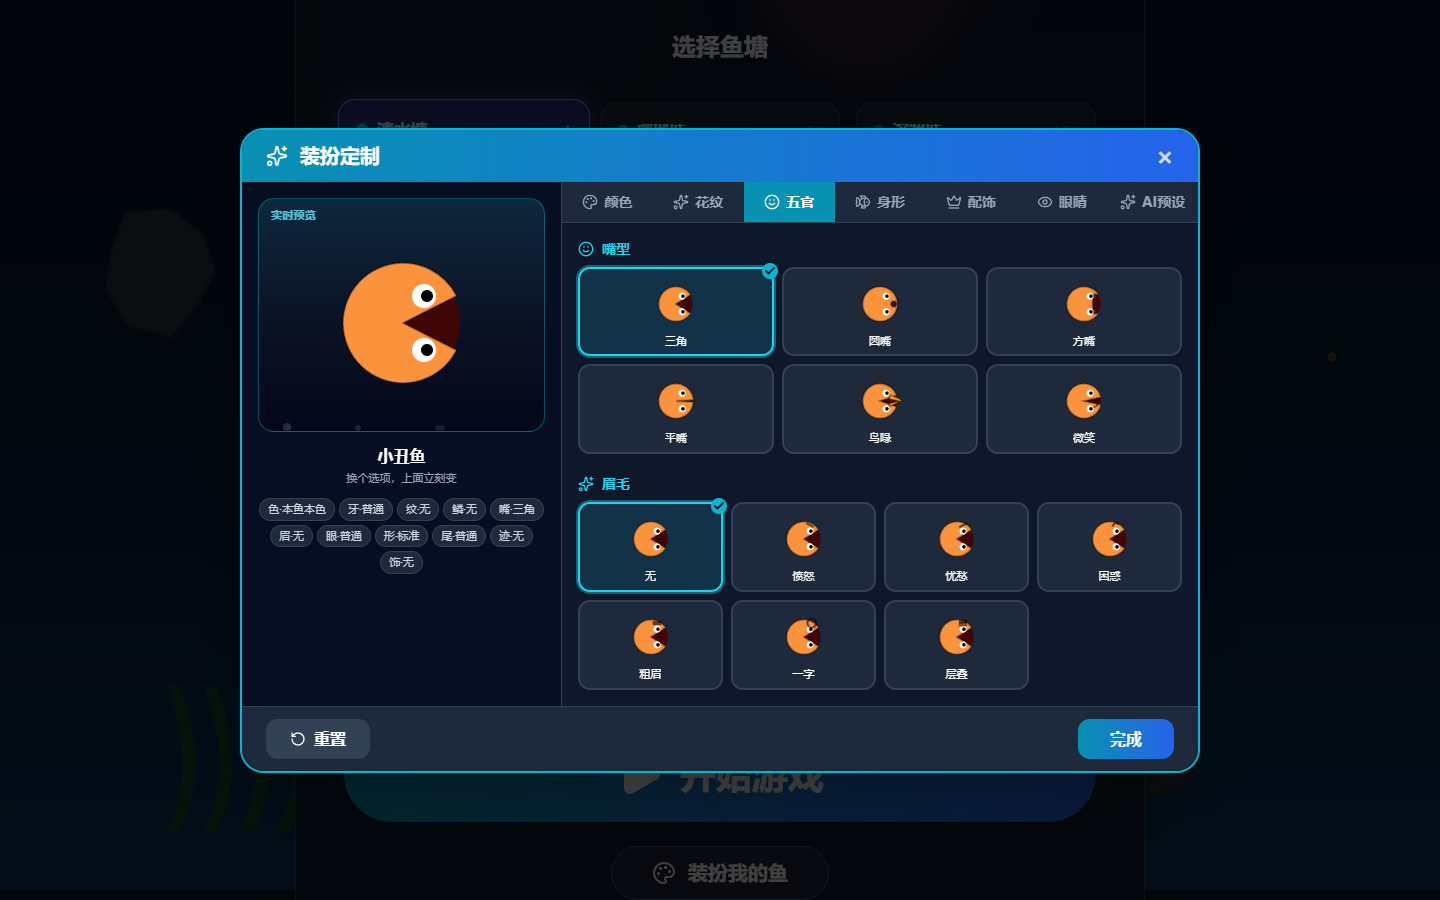 选择鱼塘
装扮定制
实时预览
小丑鱼
换个选项，上面立刻变
色·本鱼本色 牙·普通 纹·无 鳞·无 嘴·三角
眉·无 眼·普通 形·标准 尾·普通 迹·无
饰·无
颜色 花纹 五官 身形 配饰 眼睛 AI预设
嘴型
三角 圆嘴 方嘴
平嘴 鸟喙 微笑
眉毛
无 愤怒 忧愁 困惑
粗眉 一字 层叠
重置 完成
开始游戏
装扮我的鱼